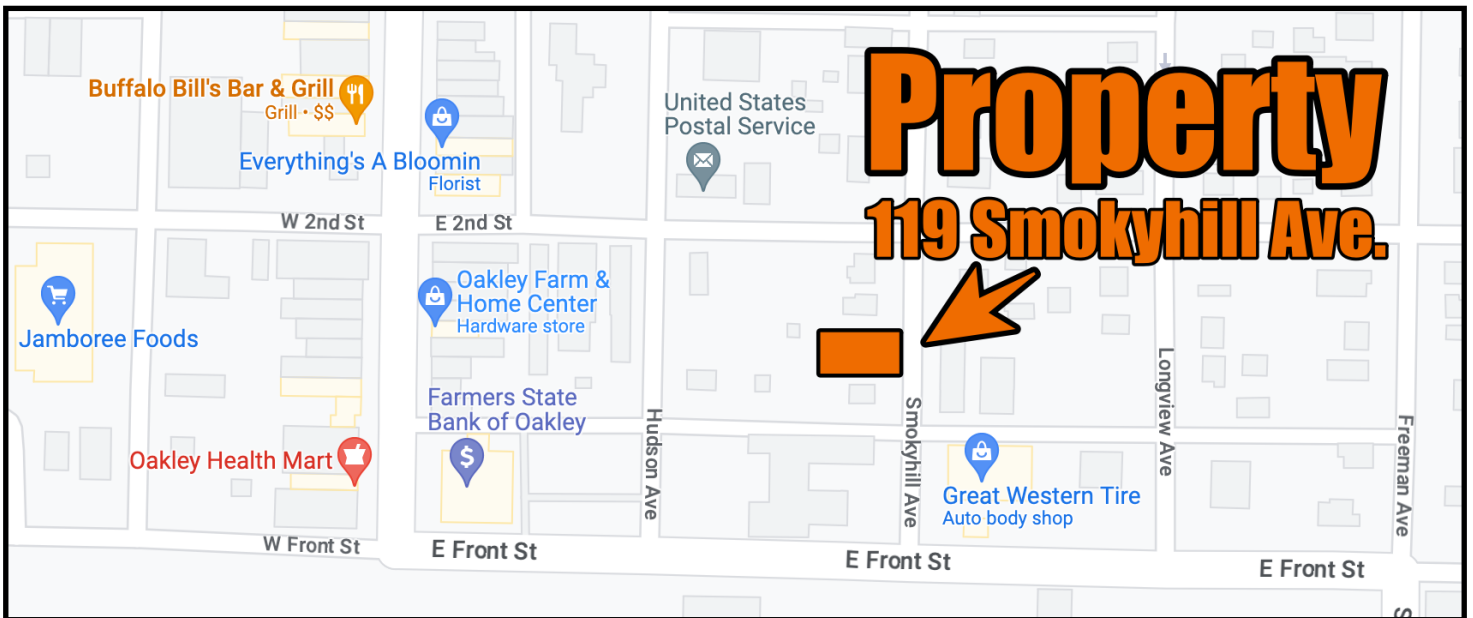 Property
119 Smokyhill Ave.
Buffalo Bill's Bar & Grill
Grill · $$
Everything's A Bloomin
Florist
United States
Postal Service
W 2nd St
E 2nd St
Oakley Farm &
Home Center
Hardware store
Jamboree Foods
Farmers State
Bank of Oakley
$
Oakley Health Mart
Hudson Ave
Smokyhill Ave
Longview Ave
Freeman Ave
Great Western Tire
Auto body shop
W Front St
E Front St
E Front St
E Front St
S